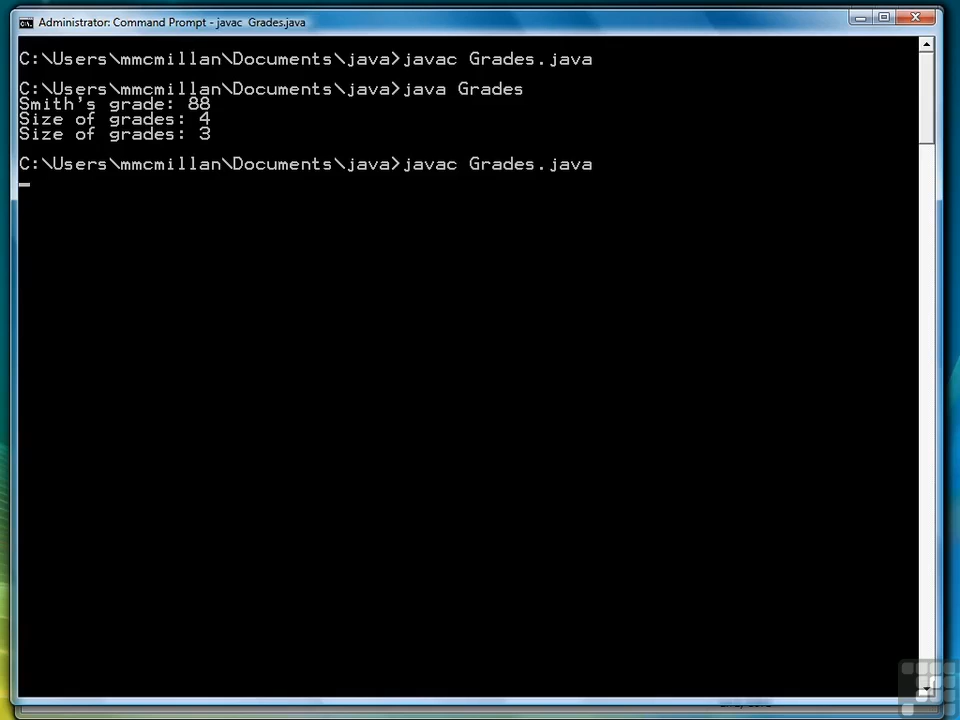 Administrator: Command Prompt - javac Grades.java
C:\Users\mmcmillan\Documents\java>javac Grades.java
C:\Users\mmcmillan\Documents\java>java Grades
Smith's grade: 88
Size of grades: 4
Size of grades: 3
C:\Users\mmcmillan\Documents\java>javac Grades.java